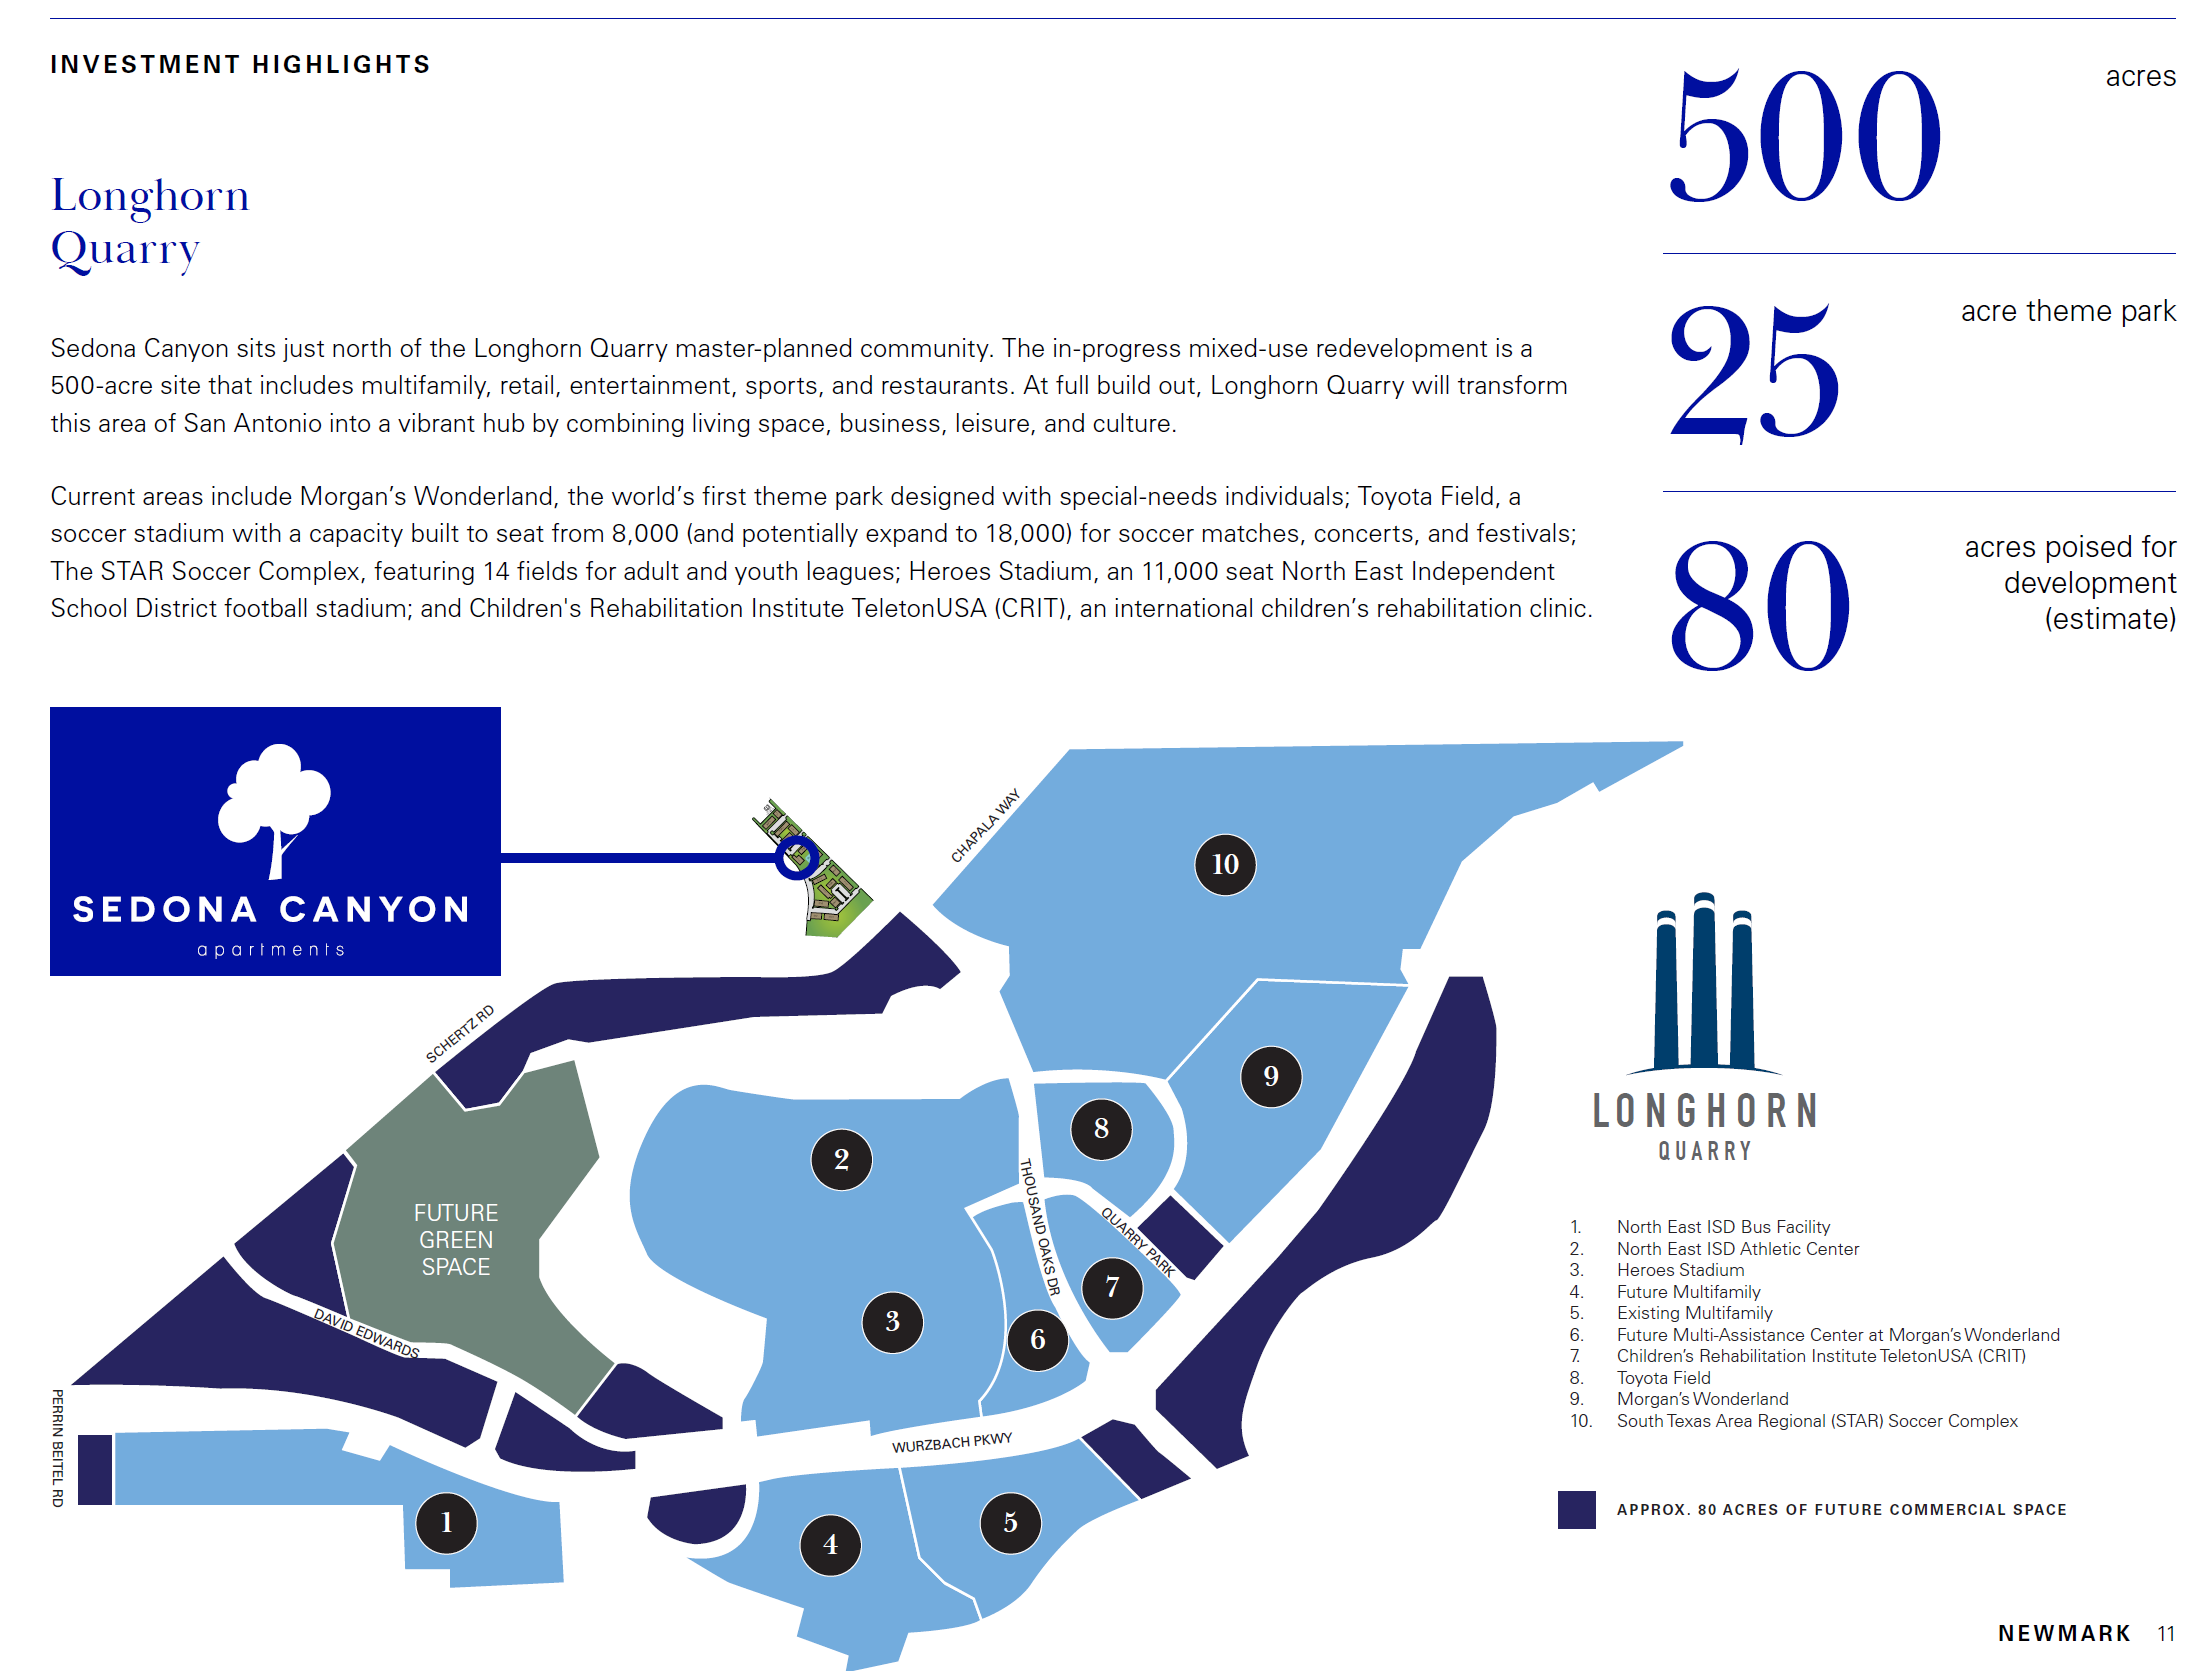 INVESTMENT HIGHLIGHTS
Longhorn
Quarry
Sedona Canyon sits just north of the Longhorn Quarry master-planned community. The in-progress mixed-use redevelopment is a
500-acre site that includes multifamily, retail, entertainment, sports, and restaurants. At full build out, Longhorn Quarry will transform
this area of San Antonio into a vibrant hub by combining living space, business, leisure, and culture.
Current areas include Morgan’s Wonderland, the world’s first theme park designed with special-needs individuals; Toyota Field, a
soccer stadium with a capacity built to seat from 8,000 (and potentially expand to 18,000) for soccer matches, concerts, and festivals;
The STAR Soccer Complex, featuring 14 fields for adult and youth leagues; Heroes Stadium, an 11,000 seat North East Independent
School District football stadium; and Children's Rehabilitation Institute TeletonUSA (CRIT), an international children’s rehabilitation clinic.
500
acres
25
acre theme park
80
acres poised for
development
(estimate)
SEDONA CANYON
apartments
CHAPALA WAY
10
SCHERTZ RD
9
8
2
THOUSAND OAKS DR
QUARRY PARK
FUTURE
GREEN
SPACE
7
3
6
DAVID EDWARDS
PERRIN BEITEL RD
WURZBACH PKWY
1
4
5
LONGHORN
QUARRY
1. North East ISD Bus Facility
2. North East ISD Athletic Center
3. Heroes Stadium
4. Future Multifamily
5. Existing Multifamily
6. Future Multi-Assistance Center at Morgan’s Wonderland
7. Children’s Rehabilitation Institute TeletonUSA (CRIT)
8. Toyota Field
9. Morgan’s Wonderland
10. South Texas Area Regional (STAR) Soccer Complex
APPROX. 80 ACRES OF FUTURE COMMERCIAL SPACE
NEWMARK 11